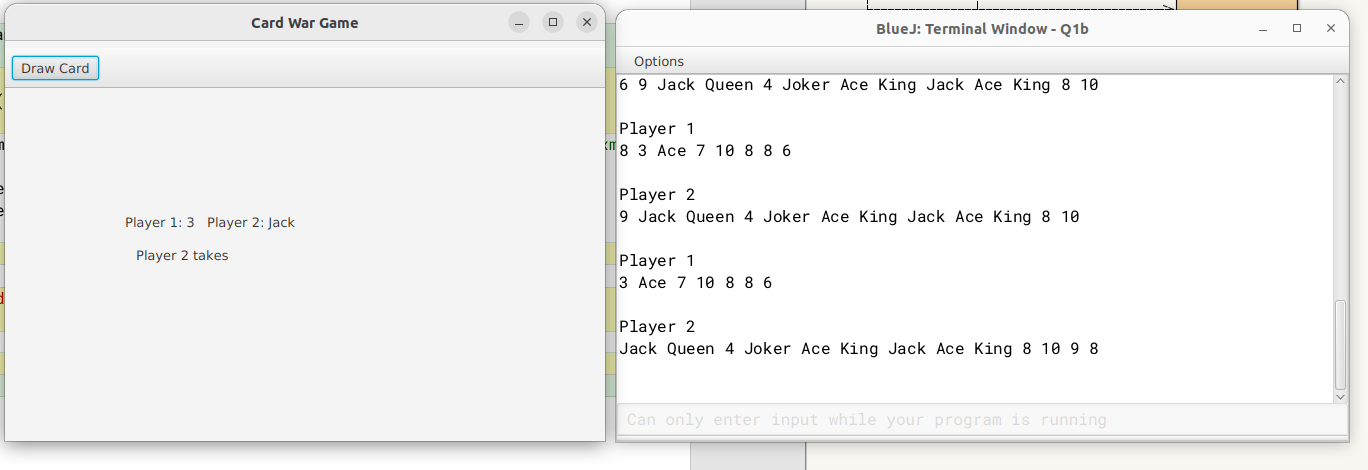 Card War Game
Draw Card
Player 1: 3 Player 2: Jack
Player 2 takes
BlueJ: Terminal Window - Q1b
Options
6 9 Jack Queen 4 Joker Ace King Jack Ace King 8 10
Player 1
8 3 Ace 7 10 8 8 6
Player 2
9 Jack Queen 4 Joker Ace King Jack Ace King 8 10
Player 1
3 Ace 7 10 8 8 6
Player 2
Jack Queen 4 Joker Ace King Jack Ace King 8 10 9 8
Can only enter input while your program is running